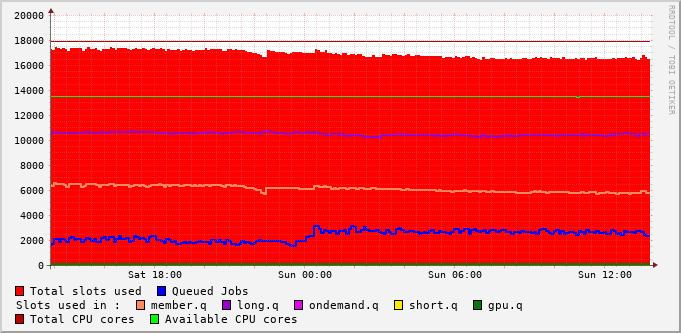 RRDTOOL / TOBI OETIKER
20000
18000
16000
14000
12000
10000
8000
6000
4000
2000
0
Sat 18:00 Sun 00:00 Sun 06:00 Sun 12:00
Total slots used Queued Jobs
Slots used in : member.q long.q ondemand.q short.q gpu.q
Total CPU cores Available CPU cores